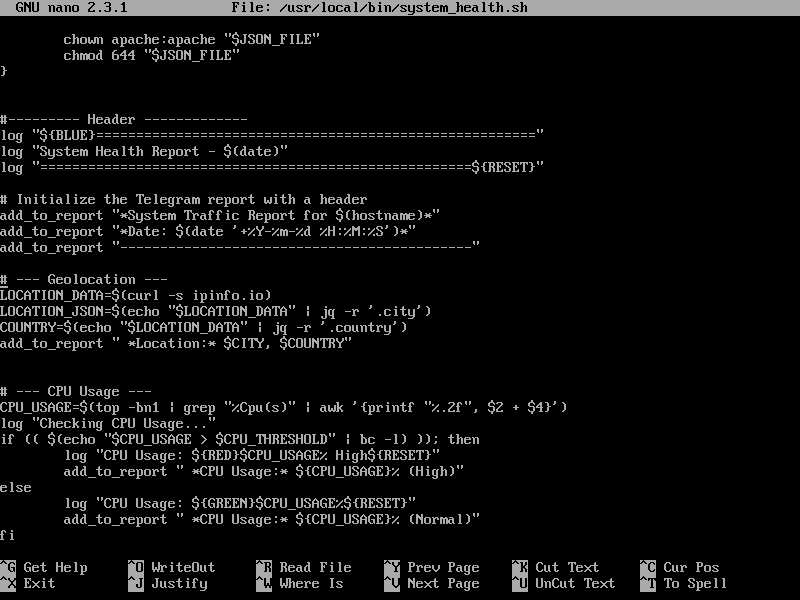 GNU nano 2.3.1 File: /usr/local/bin/system_health.sh
chown apache:apache "$JSON_FILE"
chmod 644 "$JSON_FILE"
}
#--------- Header -------------
log "${BLUE}======================================================="
log "System Health Report - $(date)"
log "======================================================${RESET}"
# Initialize the Telegram report with a header
add_to_report "*System Traffic Report for $(hostname)*"
add_to_report "*Date: $(date '+%Y-%m-%d %H:%M:%S')*"
add_to_report "--------------------------------------------"
# --- Geolocation ---
LOCATION_DATA=$(curl -s ipinfo.io)
LOCATION_JSON=$(echo "$LOCATION_DATA" | jq -r '.city')
COUNTRY=$(echo "$LOCATION_DATA" | jq -r '.country')
add_to_report " *Location:* $CITY, $COUNTRY"
# --- CPU Usage ---
CPU_USAGE=$(top -bn1 | grep "%Cpu(s)" | awk '{printf "%.2f", $2 + $4}')
log "Checking CPU Usage..."
if (( $(echo "$CPU_USAGE > $CPU_THRESHOLD" | bc -l) )); then
log "CPU Usage: ${RED}$CPU_USAGE% High${RESET}"
add_to_report " *CPU Usage:* ${CPU_USAGE}% (High)"
else
log "CPU Usage: ${GREEN}$CPU_USAGE%${RESET}"
add_to_report " *CPU Usage:* ${CPU_USAGE}% (Normal)"
fi
^G Get Help ^O WriteOut ^R Read File ^Y Prev Page ^K Cut Text ^C Cur Pos
^X Exit ^J Justify ^W Where Is ^V Next Page ^U UnCut Text ^T To Spell